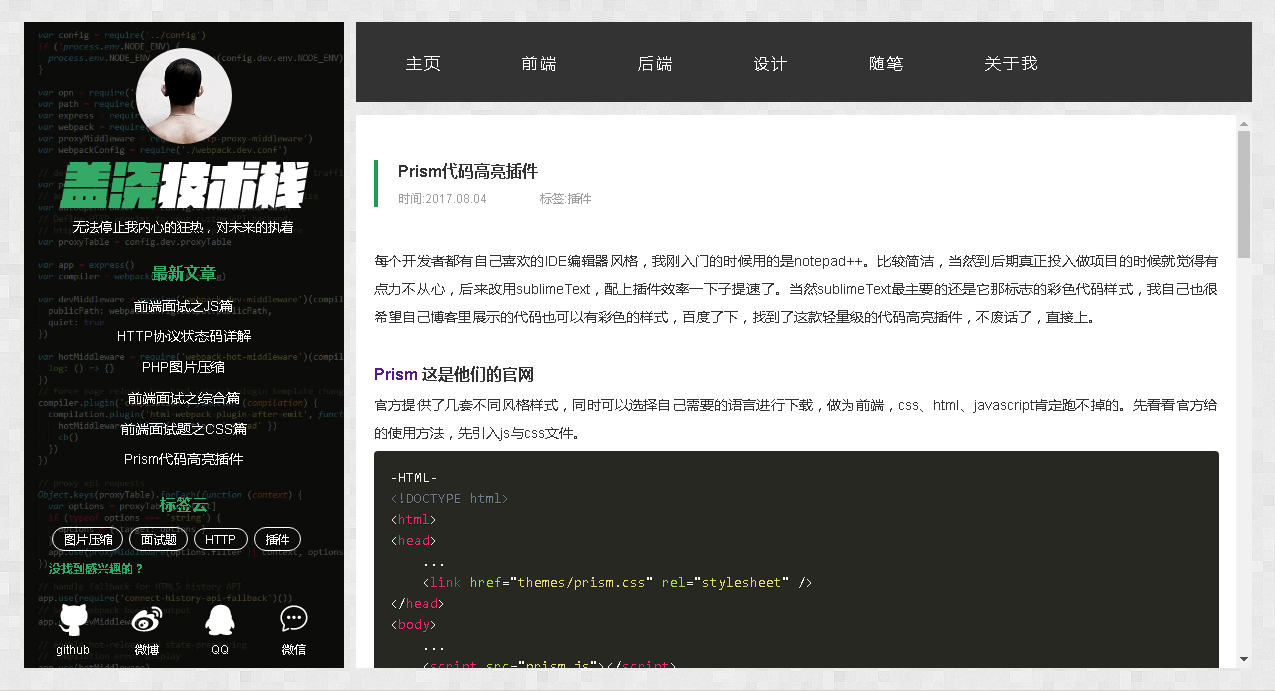 盖浇技术栈
无法停止我内心的狂热，对未来的执着
最新文章
前端面试之JS篇
HTTP协议状态码详解
PHP图片压缩
前端面试之综合篇
前端面试题之CSS篇
Prism代码高亮插件
标签云
图片压缩 面试题 HTTP 插件
没找到感兴趣的？
github 微博 QQ 微信
主页 前端 后端 设计 随笔 关于我
Prism代码高亮插件
时间:2017.08.04 标签:插件
每个开发者都有自己喜欢的IDE编辑器风格，我刚入门的时候用的是notepad++。比较简洁，当然到后期真正投入做项目的时候就觉得有
点力不从心，后来改用sublimeText，配上插件效率一下子提速了。当然sublimeText最主要的还是它那标志的彩色代码样式，我自己也很
希望自己博客里展示的代码也可以有彩色的样式，百度了下，找到了这款轻量级的代码高亮插件，不废话了，直接上。
Prism 这是他们的官网
官方提供了几套不同风格样式，同时可以选择自己需要的语言进行下载，做为前端，css、html、javascript肯定跑不掉的。先看看官方给
的使用方法，先引入js与css文件。
-HTML-
<!DOCTYPE html>
<html>
<head>
...
<link href="themes/prism.css" rel="stylesheet" />
</head>
<body>
...
<script src="prism.js"></script>